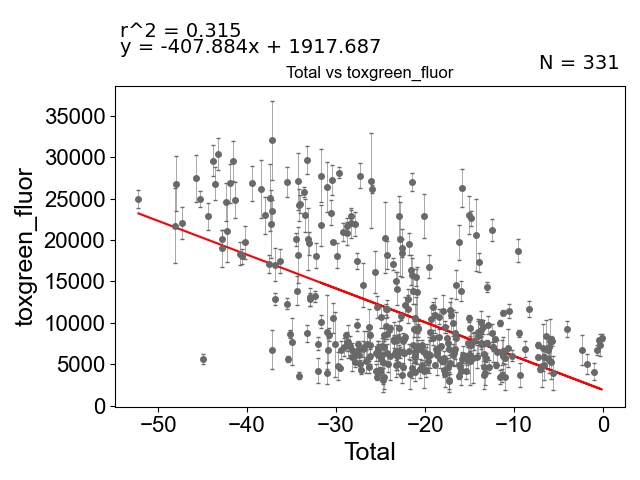 r^2 = 0.315
y = -407.884x + 1917.687
N = 331
Total vs toxgreen_fluor
35000
30000
25000
20000
15000
10000
5000
0
toxgreen_fluor
−50 −40 −30 −20 −10 0
Total